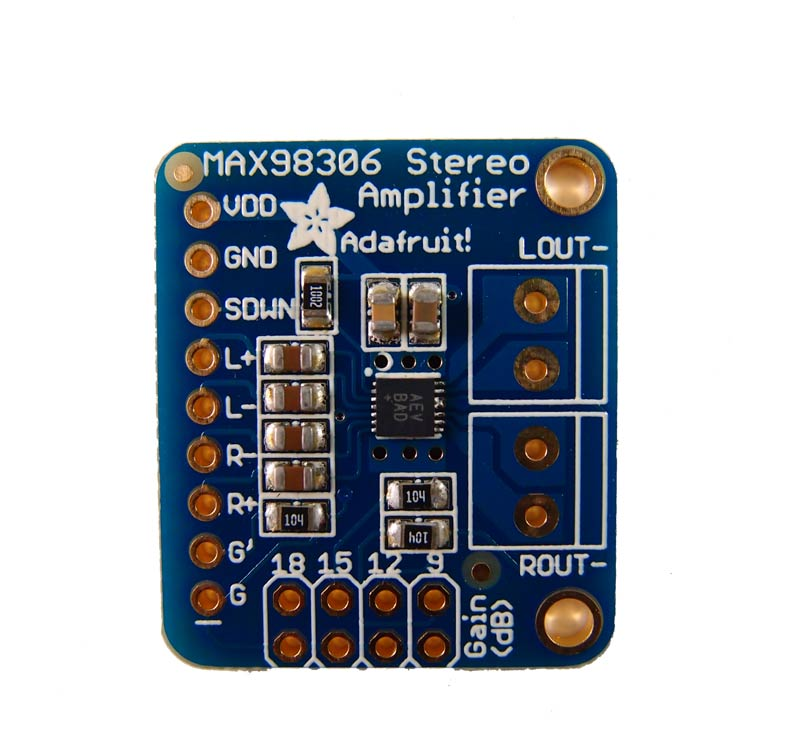 MAX98306 Stereo
Amplifier
Adafruit!
VDD
GND
SDWN
L+
L-
R-
R+
G'
G
LOUT-
1002
AEV
BAD
+
104
104
104
ROUT-
18 15 12 9
Gain
(dB)